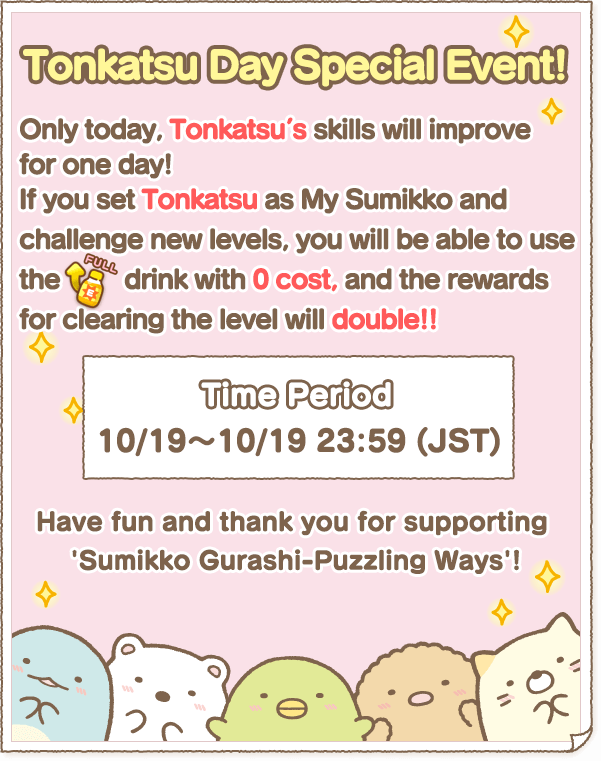 Tonkatsu Day Special Event!
Only today, Tonkatsu's skills will improve
for one day!
If you set Tonkatsu as My Sumikko and
challenge new levels, you will be able to use
the FULL E drink with 0 cost, and the rewards
for clearing the level will double!!
Time Period
10/19～10/19 23:59 (JST)
Have fun and thank you for supporting
'Sumikko Gurashi-Puzzling Ways'!